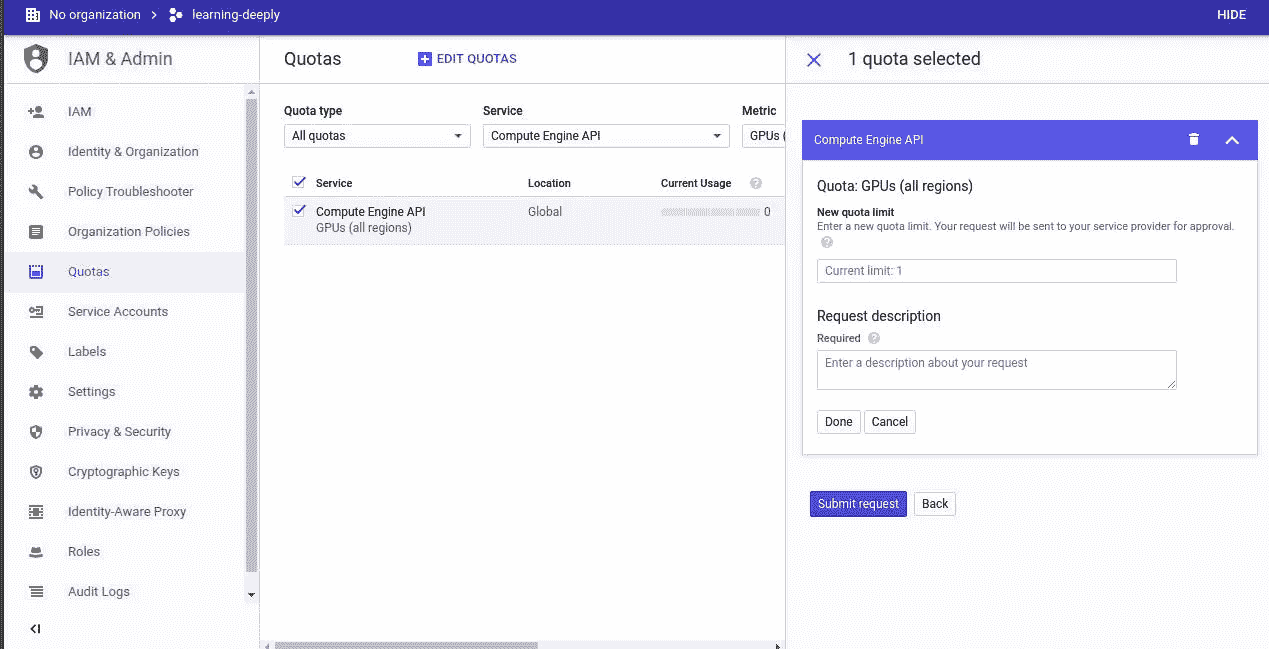 No organization > learning-deeply HIDE
IAM & Admin
IAM
Identity & Organization
Policy Troubleshooter
Organization Policies
Quotas
Service Accounts
Labels
Settings
Privacy & Security
Cryptographic Keys
Identity-Aware Proxy
Roles
Audit Logs
Quotas EDIT QUOTAS
Quota type Service Metric
All quotas Compute Engine API GPUs (
Service Location Current Usage ?
Compute Engine API Global 0
GPUs (all regions)
1 quota selected
Compute Engine API
Quota: GPUs (all regions)
New quota limit
Enter a new quota limit. Your request will be sent to your service provider for approval.
?
Current limit: 1
Request description
Required ?
Enter a description about your request
Done Cancel
Submit request Back